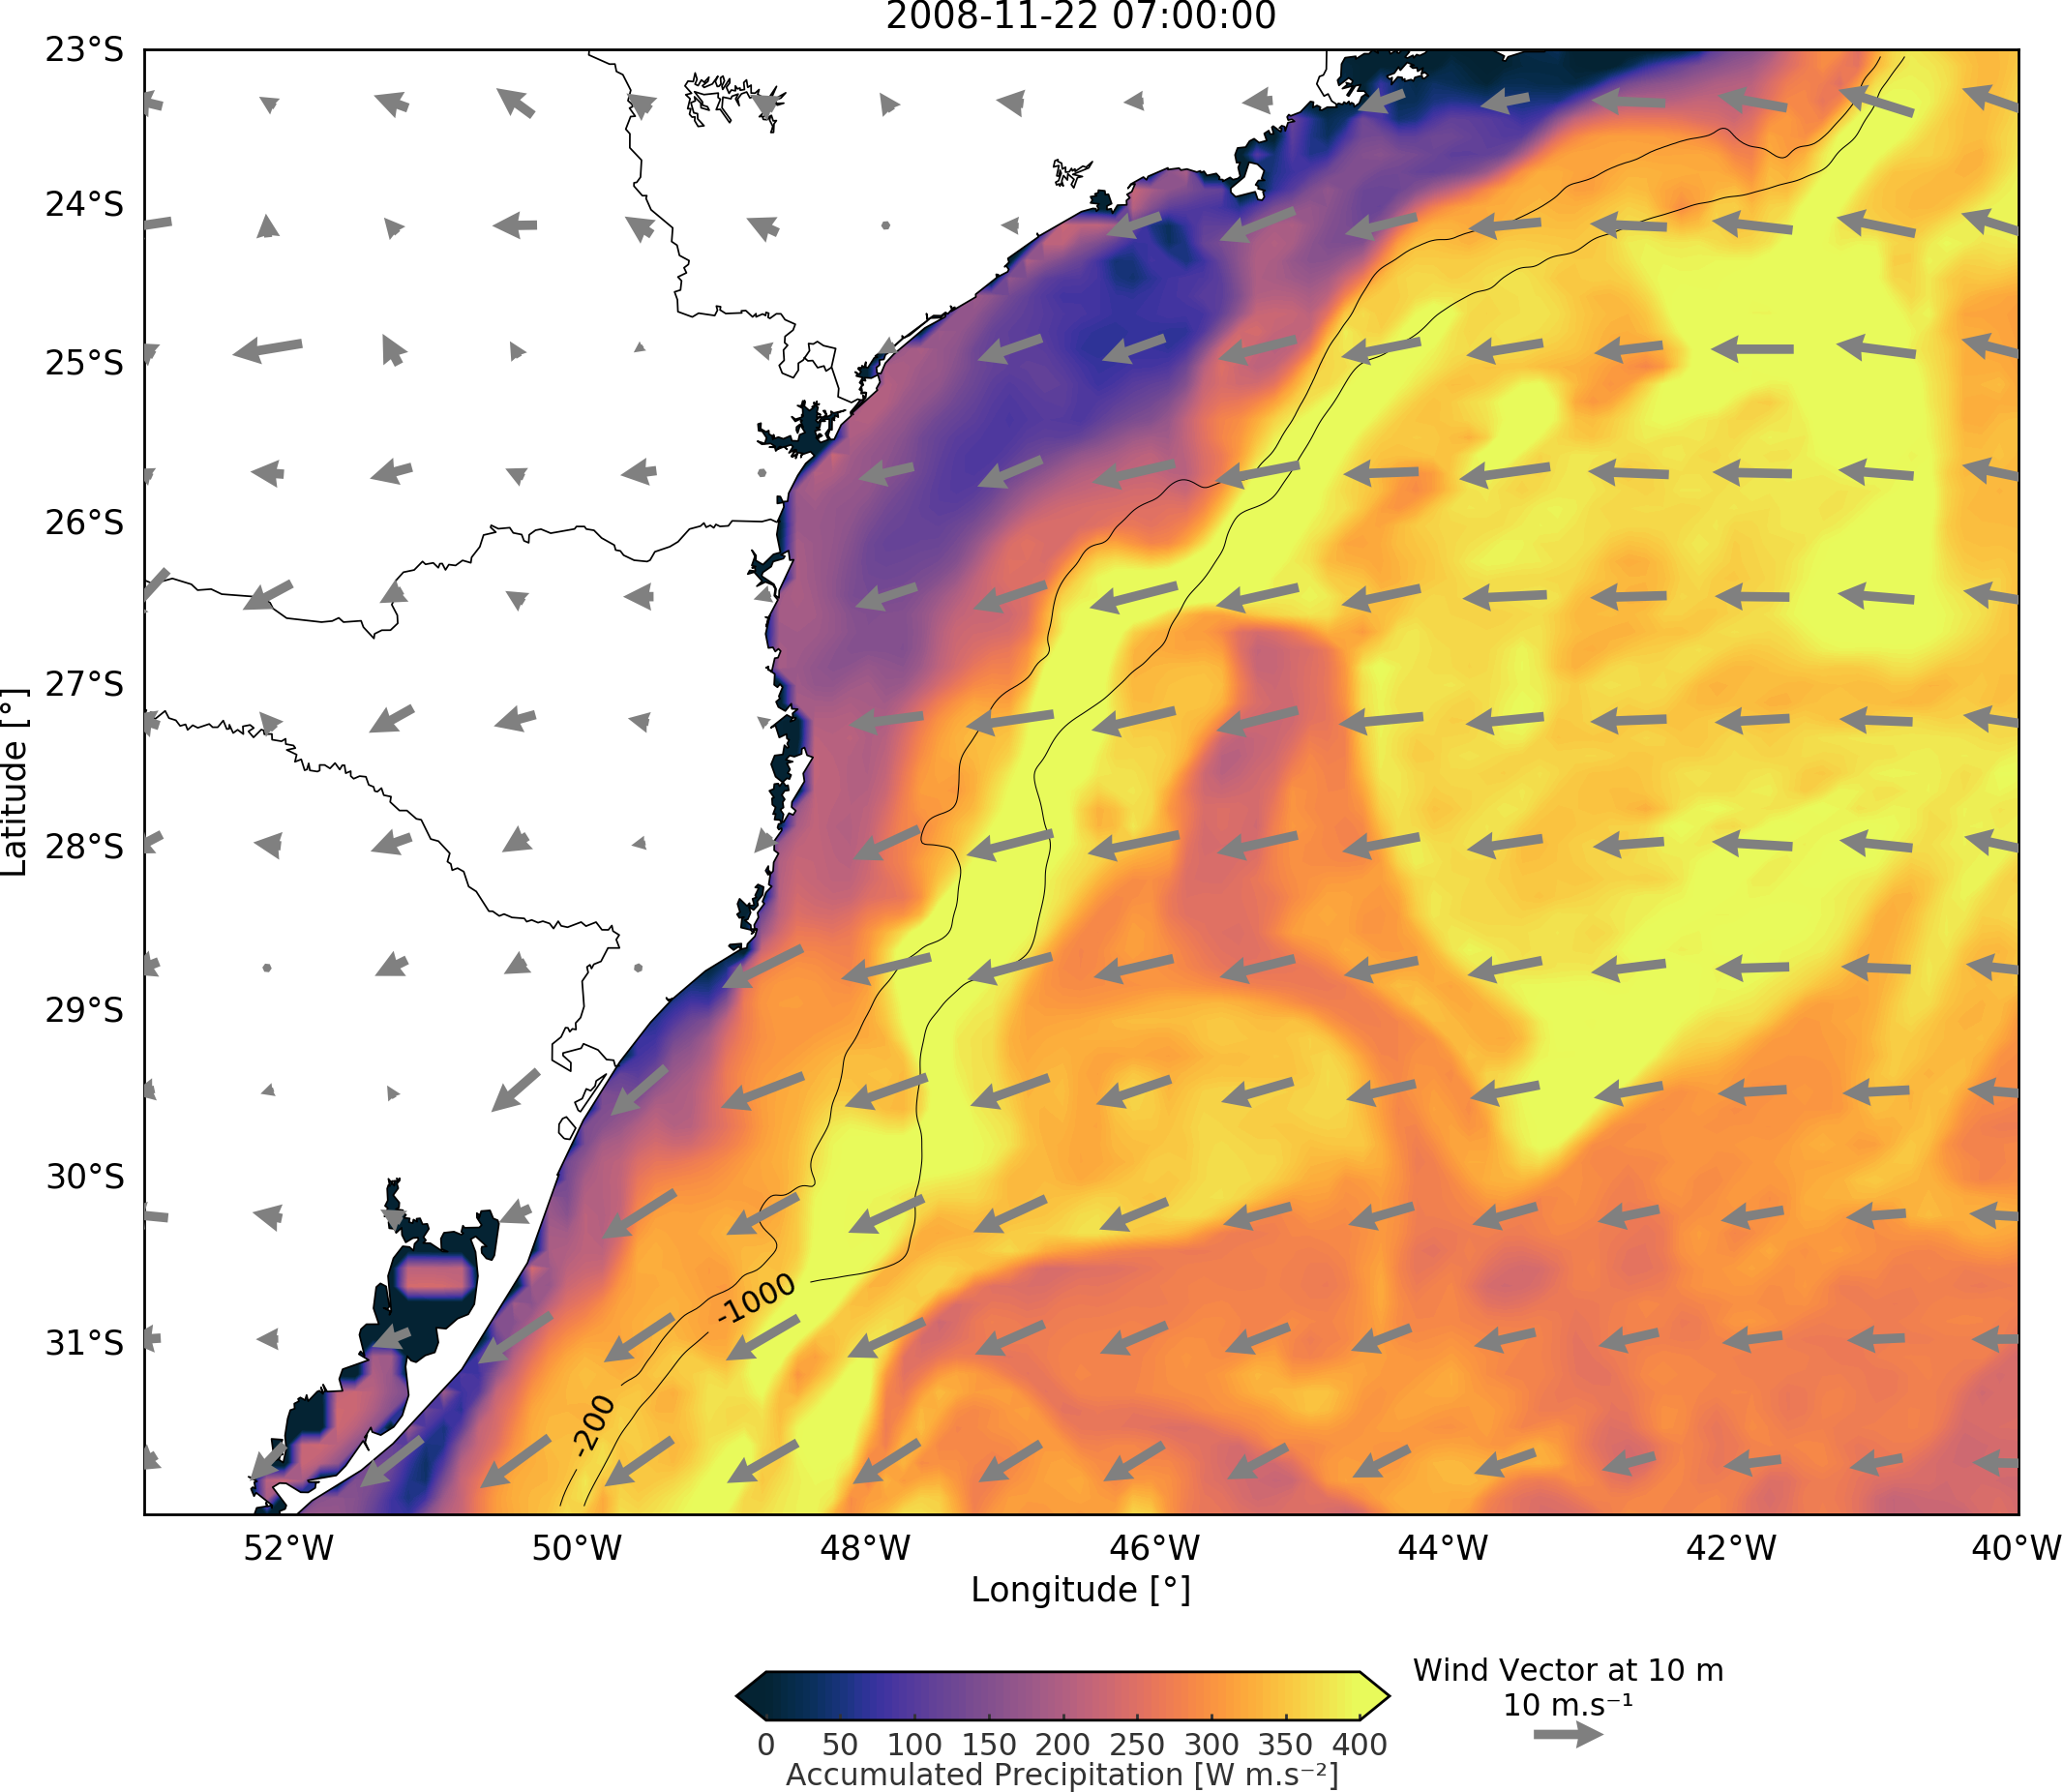 2008-11-22 07:00:00
23°S
24°S
25°S
26°S
27°S
28°S
29°S
30°S
31°S
Latitude [°]
-1000
-200
52°W 50°W 48°W 46°W 44°W 42°W 40°W
Longitude [°]
Wind Vector at 10 m
10 m.s⁻¹
0 50 100 150 200 250 300 350 400
Accumulated Precipitation [W m.s⁻²]